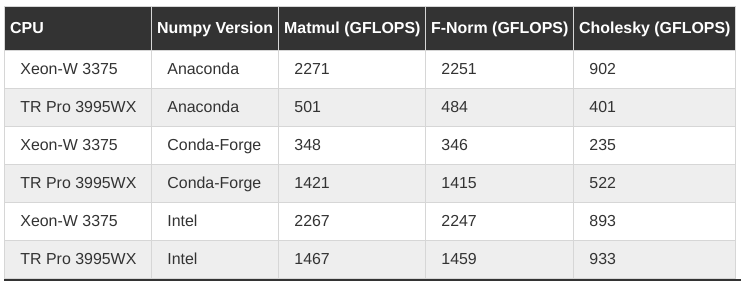 CPU Numpy Version Matmul (GFLOPS) F-Norm (GFLOPS) Cholesky (GFLOPS)
Xeon-W 3375 Anaconda 2271 2251 902
TR Pro 3995WX Anaconda 501 484 401
Xeon-W 3375 Conda-Forge 348 346 235
TR Pro 3995WX Conda-Forge 1421 1415 522
Xeon-W 3375 Intel 2267 2247 893
TR Pro 3995WX Intel 1467 1459 933